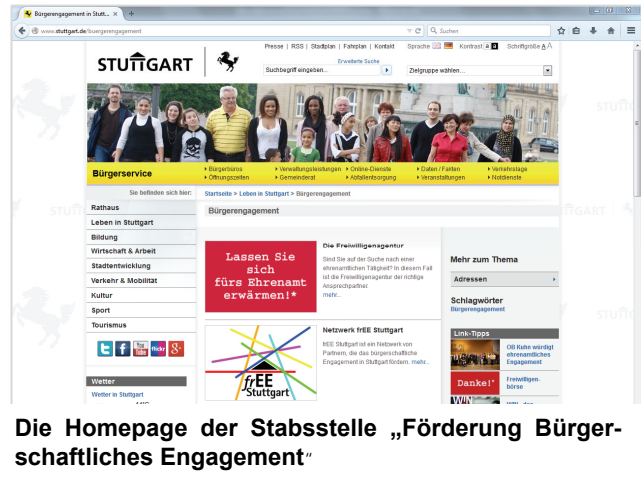 Bürgerengagement in Stutt...
www.stuttgart.de/buergerengagement
Suchen
Presse | RSS | Stadtplan | Fahrplan | Kontakt
Sprache
Kontrast a a
Schriftgröße A A
STUTTGART
Erweiterte Suche
Suchbegriff eingeben...
Zielgruppe wählen...
Bürgerservice
Bürgerbüros
Öffnungszeiten
Verwaltungsleistungen
Gemeinderat
Online-Dienste
Abfallentsorgung
Daten / Fakten
Veranstaltungen
Verkehrslage
Notdienste
Sie befinden sich hier:
Startseite > Leben in Stuttgart > Bürgerengagement
Rathaus
Leben in Stuttgart
Bildung
Wirtschaft & Arbeit
Stadtentwicklung
Verkehr & Mobilität
Kultur
Sport
Tourismus
You Tube
flickr
Wetter
Wetter in Stuttgart
Bürgerengagement
Lassen Sie
sich
fürs Ehrenamt
erwärmen!*
Die Freiwilligenagentur
Sind Sie auf der Suche nach einer
ehrenamtlichen Tätigkeit? In diesem Fall
ist die Freiwilligenagentur der richtige
Ansprechpartner.
mehr...
frEE
Stuttgart
Netzwerk frEE Stuttgart
frEE Stuttgart ist ein Netzwerk von
Partnern, die das bürgerschaftliche
Engagement in Stuttgart fördern. mehr...
Mehr zum Thema
Adressen
Schlagwörter
Bürgerengagement
Link-Tipps
OB Kuhn würdigt
ehrenamtliches
Engagement
Danke!*
Freiwilligen-
börse
Die Homepage der Stabsstelle „Förderung Bürger-
schaftliches Engagement“